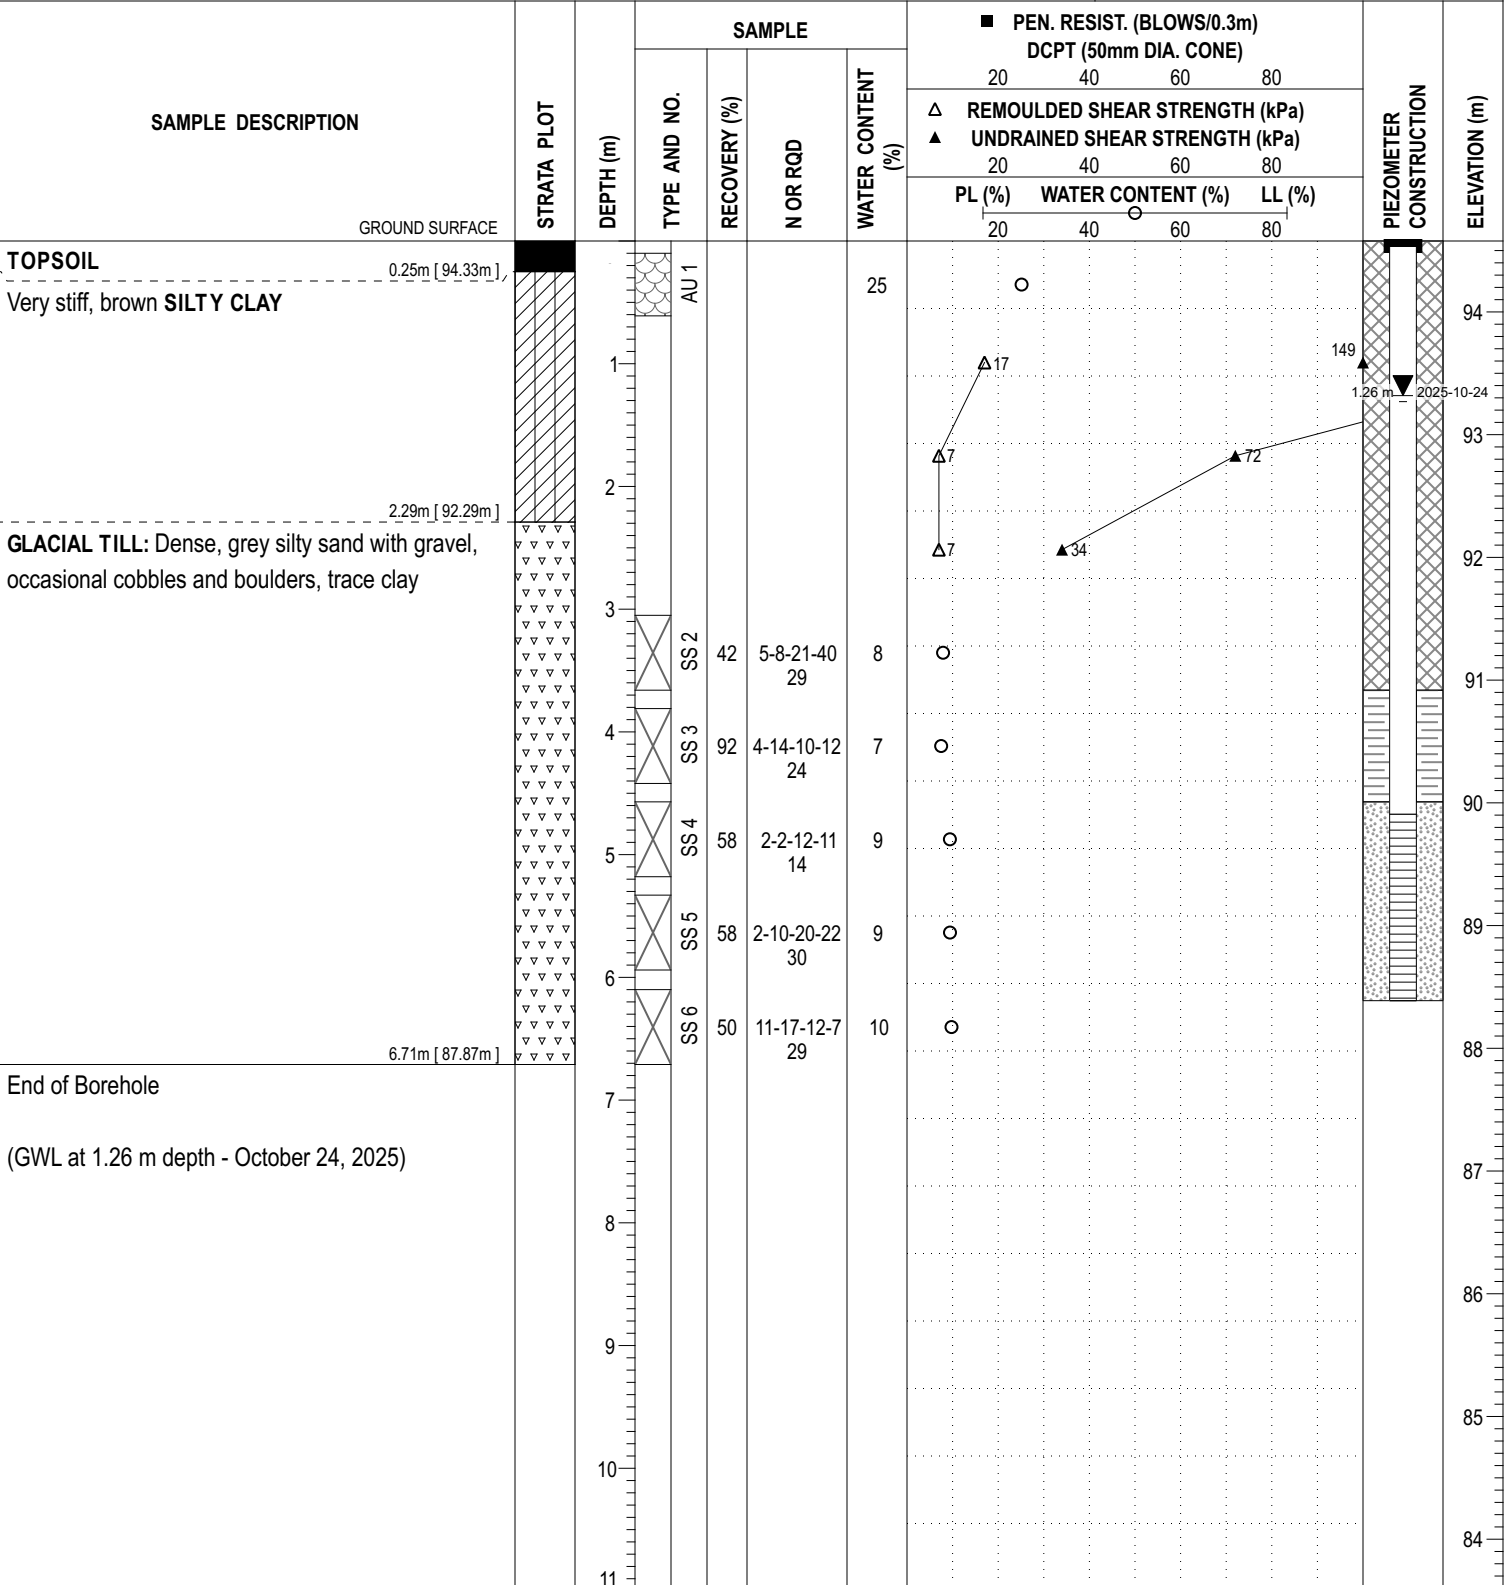 SAMPLE DESCRIPTION
GROUND SURFACE
STRATA PLOT
DEPTH (m)
SAMPLE
TYPE AND NO.
RECOVERY (%)
N OR RQD
WATER CONTENT
(%)
■ PEN. RESIST. (BLOWS/0.3m)
DCPT (50mm DIA. CONE)
20 40 60 80
△ REMOULDED SHEAR STRENGTH (kPa)
▲ UNDRAINED SHEAR STRENGTH (kPa)
20 40 60 80
PL (%) WATER CONTENT (%) LL (%)
20 40 60 80
PIEZOMETER
CONSTRUCTION
ELEVATION (m)
TOPSOIL
0.25m [ 94.33m ]
AU 1
25
Very stiff, brown SILTY CLAY
94
149
1
17
1.26 m 2025-10-24
93
7
72
2
2.29m [ 92.29m ]
GLACIAL TILL: Dense, grey silty sand with gravel,
occasional cobbles and boulders, trace clay
7
34
92
3
SS 2
42
5-8-21-40
29
8
91
4
SS 3
92
4-14-10-12
24
7
90
5
SS 4
58
2-2-12-11
14
9
89
SS 5
58
2-10-20-22
30
9
6
SS 6
50
11-17-12-7
29
10
88
6.71m [ 87.87m ]
End of Borehole
7
(GWL at 1.26 m depth - October 24, 2025)
87
8
86
9
85
10
84
11